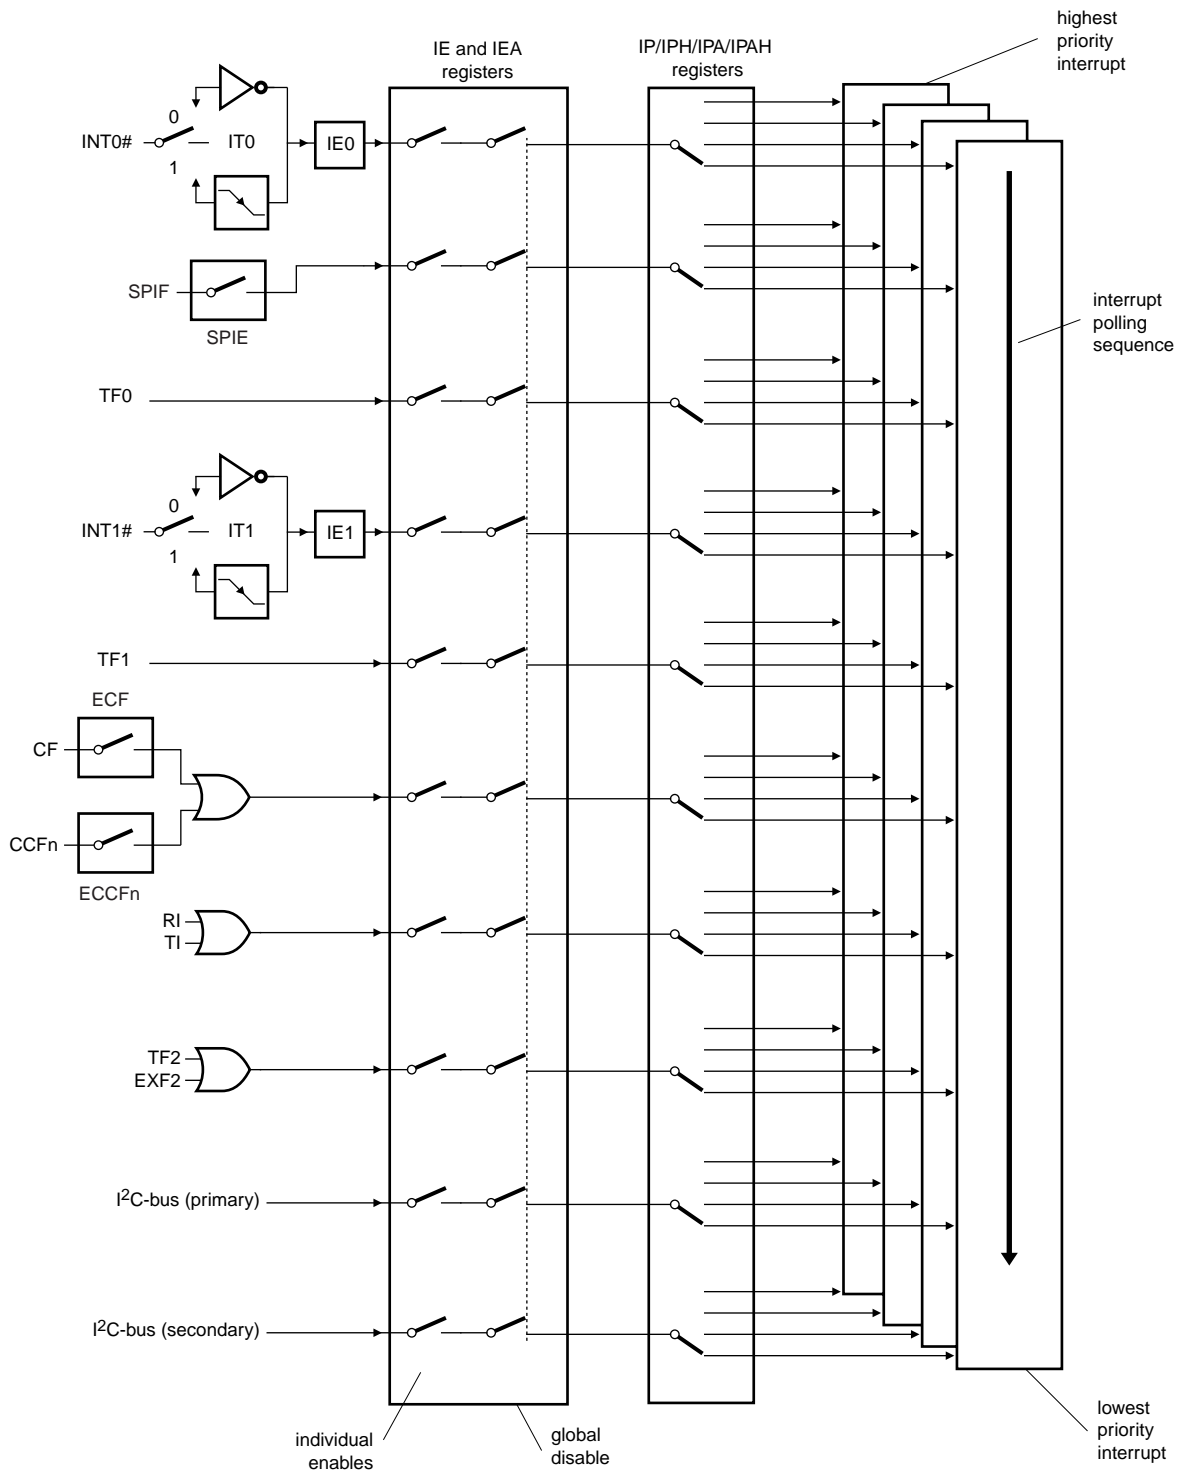 highest
priority
interrupt
IE and IEA
registers
IP/IPH/IPA/IPAH
registers
0
INT0#
IT0
IE0
1
SPIF
SPIE
interrupt
polling
sequence
TF0
0
INT1#
IT1
IE1
1
TF1
ECF
CF
CCFn
ECCFn
RI
TI
TF2
EXF2
I²C-bus (primary)
I²C-bus (secondary)
individual
enables
global
disable
lowest
priority
interrupt